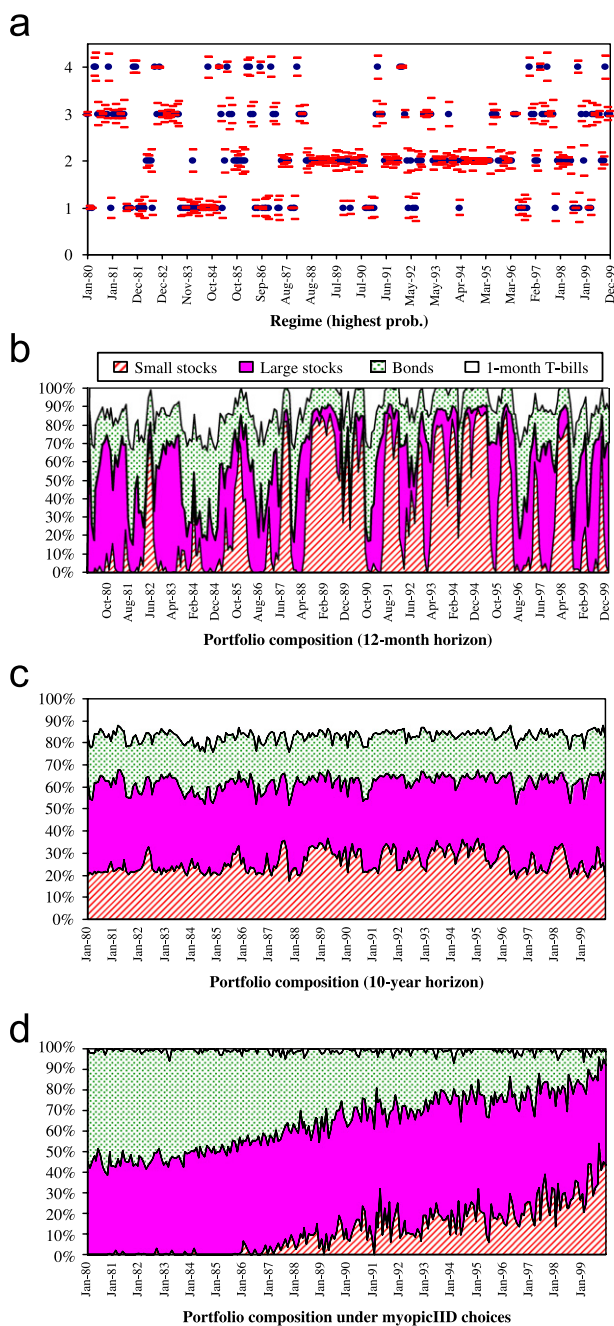 a
4
3
2
1
0
Jan-80 Jan-81 Dec-81 Dec-82 Nov-83 Oct-84 Oct-85 Sep-86 Aug-87 Aug-88 Jul-89 Jul-90 Jun-91 May-92 May-93 Apr-94 Mar-95 Mar-96 Feb-97 Jan-98 Jan-99 Dec-99
Regime (highest prob.)
b
Small stocks Large stocks Bonds 1-month T-bills
100%
90%
80%
70%
60%
50%
40%
30%
20%
10%
0%
Oct-80 Aug-81 Jun-82 Apr-83 Feb-84 Dec-84 Oct-85 Aug-86 Jun-87 Apr-88 Feb-89 Dec-89 Oct-90 Aug-91 Jun-92 Apr-93 Feb-94 Dec-94 Oct-95 Aug-96 Jun-97 Apr-98 Feb-99 Dec-99
Portfolio composition (12-month horizon)
c
100%
90%
80%
70%
60%
50%
40%
30%
20%
10%
0%
Jan-80 Jan-81 Jan-82 Jan-83 Jan-84 Jan-85 Jan-86 Jan-87 Jan-88 Jan-89 Jan-90 Jan-91 Jan-92 Jan-93 Jan-94 Jan-95 Jan-96 Jan-97 Jan-98 Jan-99
Portfolio composition (10-year horizon)
d
100%
90%
80%
70%
60%
50%
40%
30%
20%
10%
0%
Jan-80 Jan-81 Jan-82 Jan-83 Jan-84 Jan-85 Jan-86 Jan-87 Jan-88 Jan-89 Jan-90 Jan-91 Jan-92 Jan-93 Jan-94 Jan-95 Jan-96 Jan-97 Jan-98 Jan-99
Portfolio composition under myopicIID choices